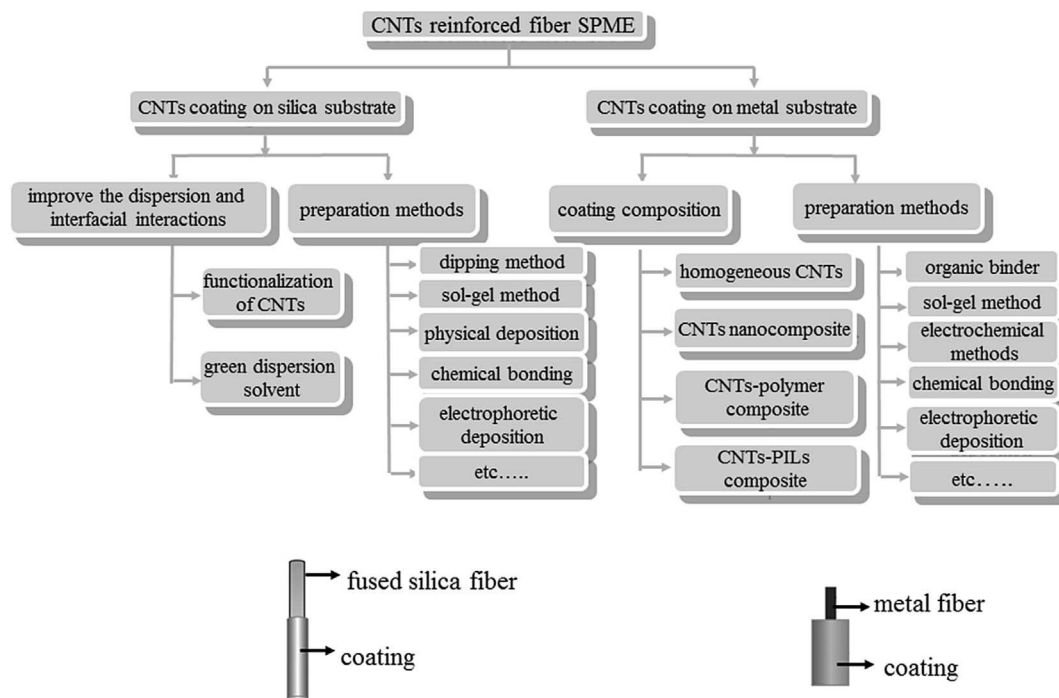 CNTs reinforced fiber SPME
CNTs coating on silica substrate
CNTs coating on metal substrate
improve the dispersion and
interfacial interactions
preparation methods
coating composition
preparation methods
functionalization
of CNTs
green dispersion
solvent
dipping method
sol-gel method
physical deposition
chemical bonding
electrophoretic
deposition
etc.....
homogeneous CNTs
CNTs nanocomposite
CNTs-polymer
composite
CNTs-PILs
composite
organic binder
sol-gel method
electrochemical
methods
chemical bonding
electrophoretic
deposition
etc.....
fused silica fiber
coating
metal fiber
coating